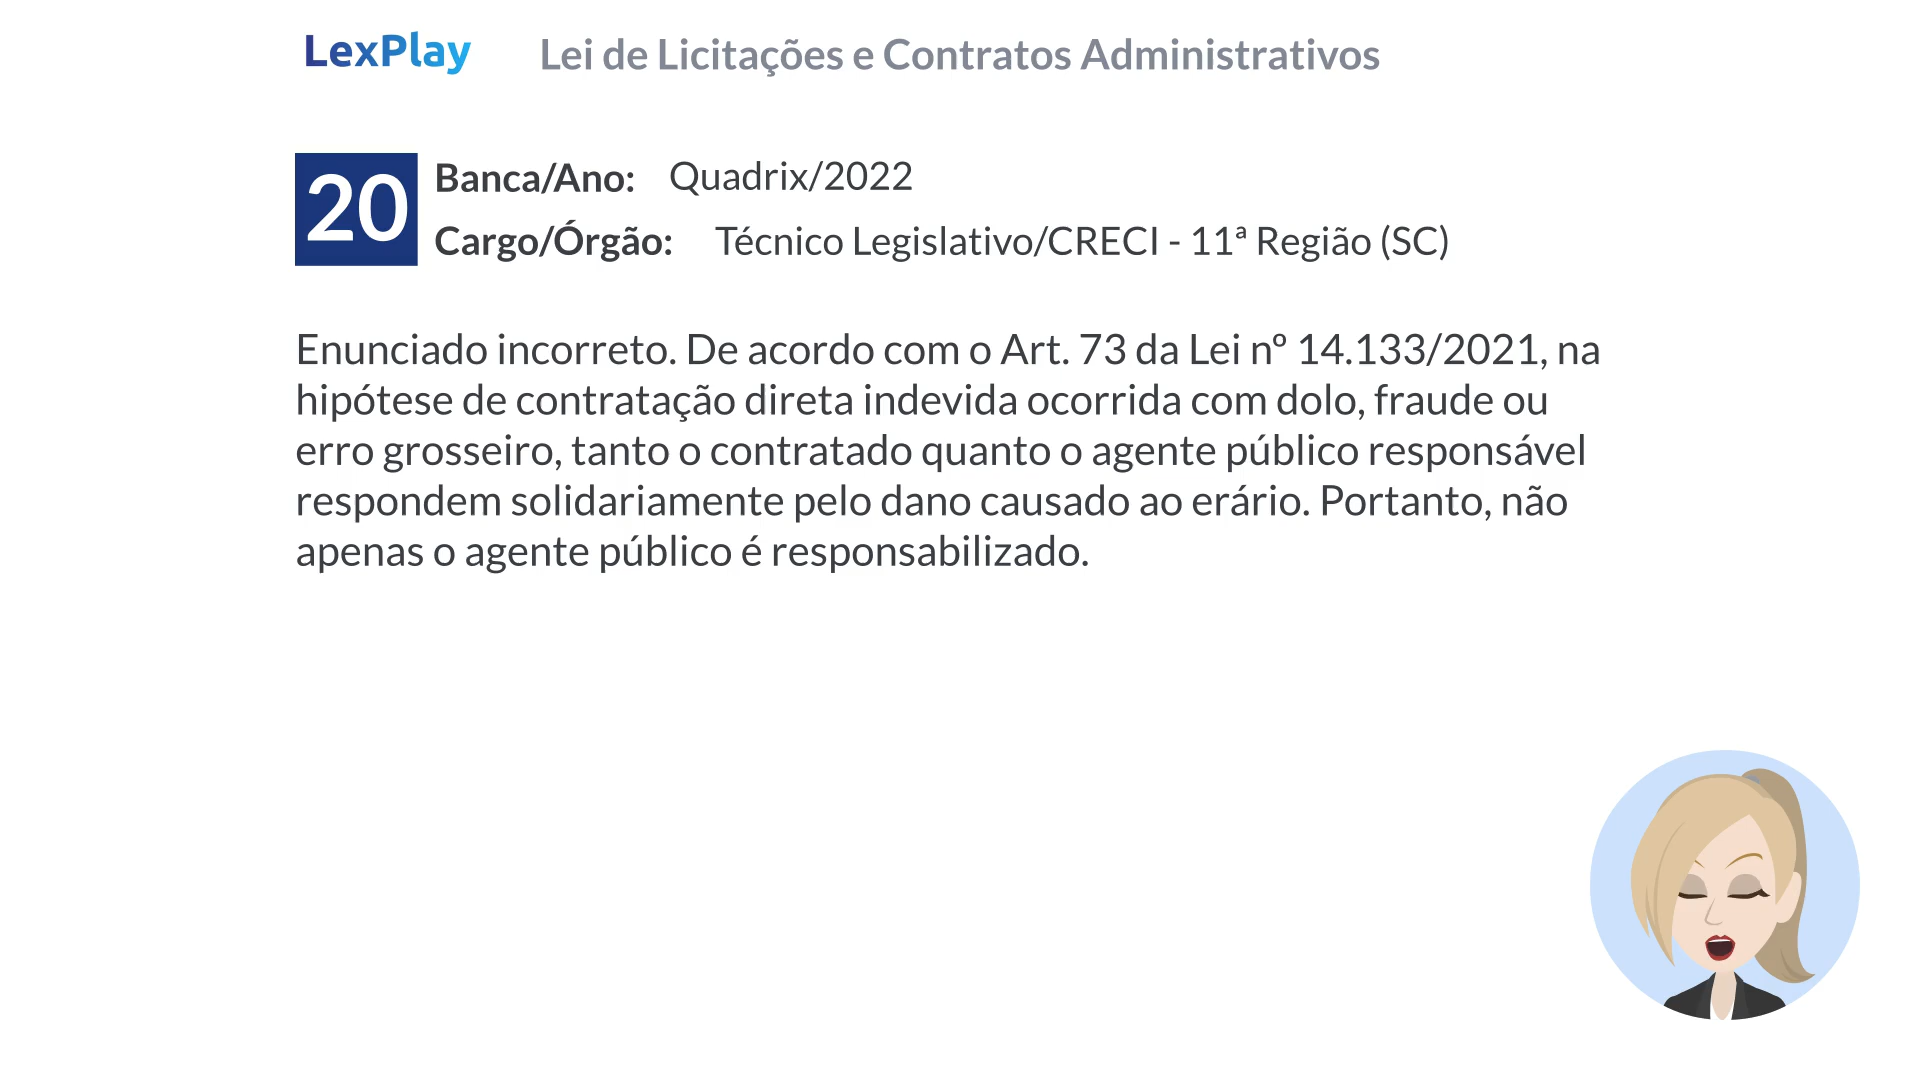 LexPlay Lei de Licitações e Contratos Administrativos
20
Banca/Ano: Quadrix/2022
Cargo/Órgão: Técnico Legislativo/CRECI - 11ª Região (SC)
Enunciado incorreto. De acordo com o Art. 73 da Lei nº 14.133/2021, na
hipótese de contratação direta indevida ocorrida com dolo, fraude ou
erro grosseiro, tanto o contratado quanto o agente público responsável
respondem solidariamente pelo dano causado ao erário. Portanto, não
apenas o agente público é responsabilizado.